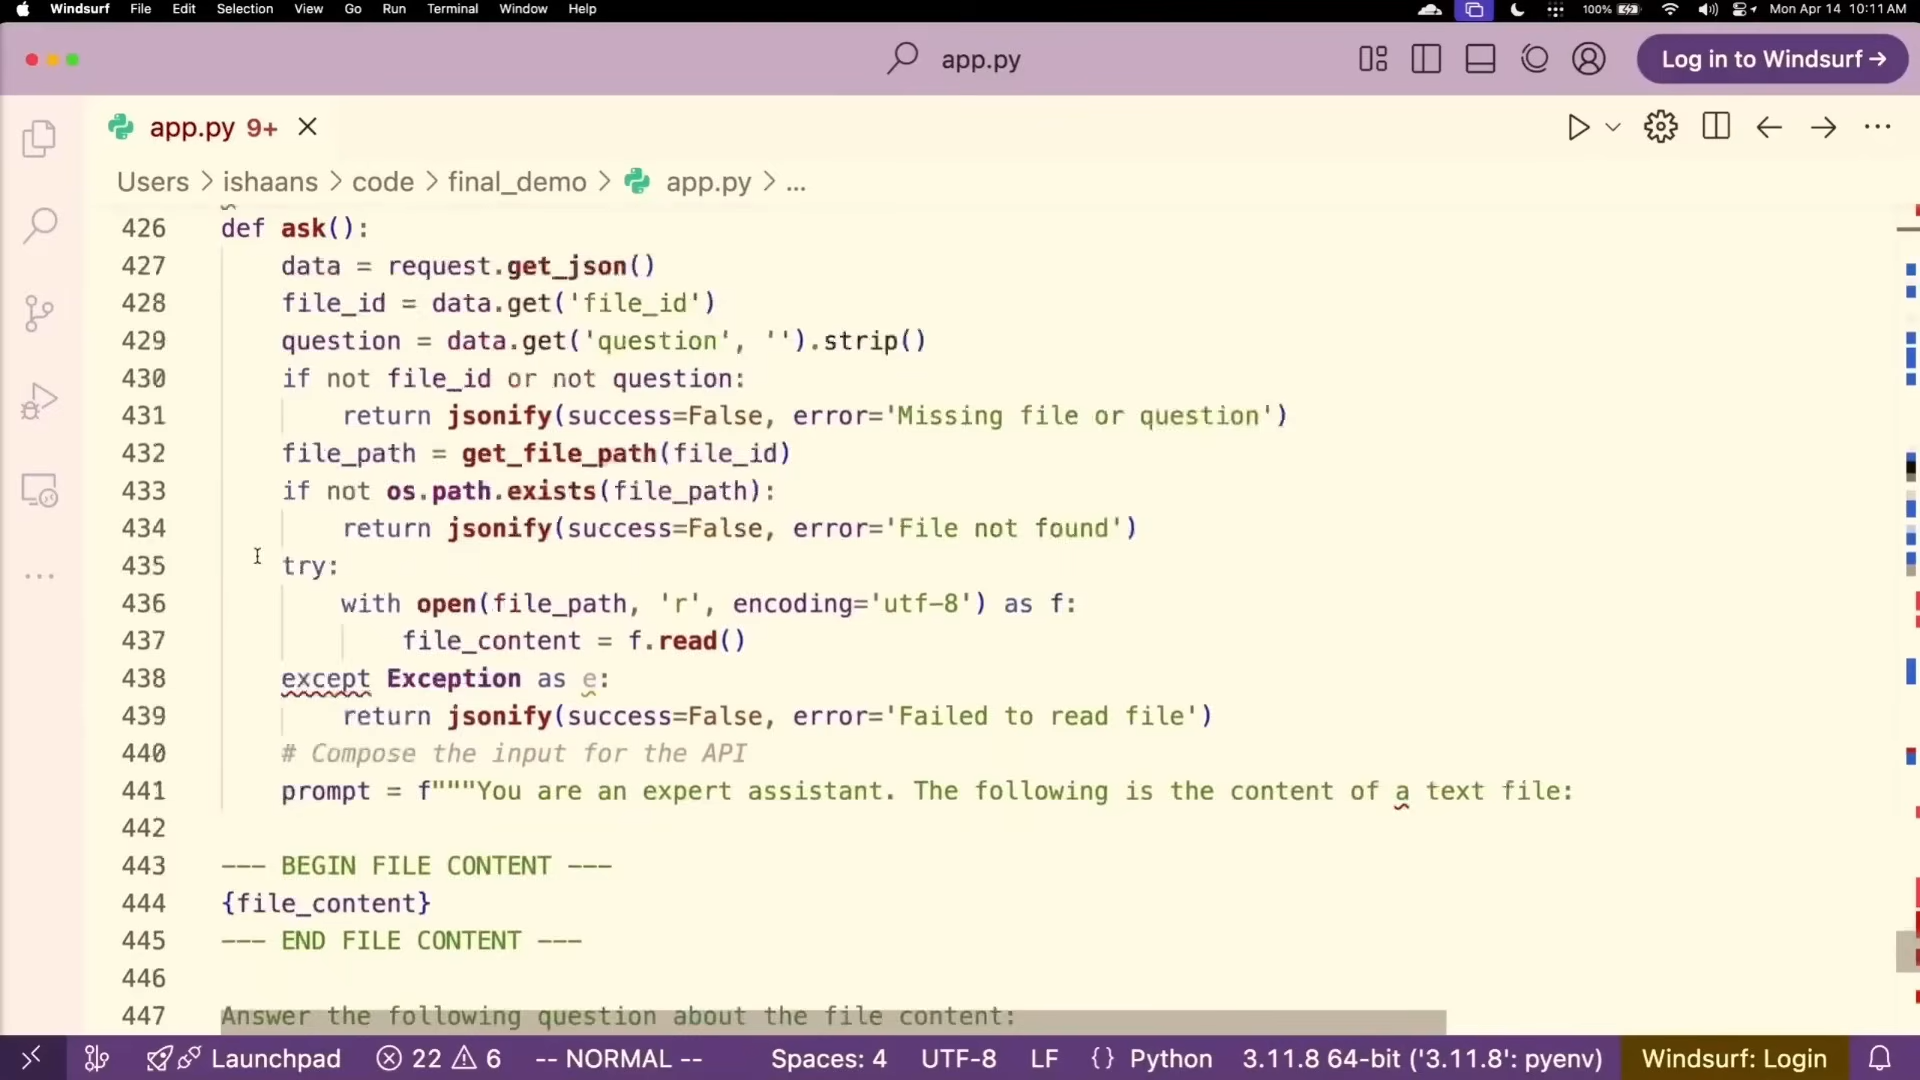 Windsurf File Edit Selection View Go Run Terminal Window Help 100% Mon Apr 14 10:11 AM
app.py Log in to Windsurf →
app.py 9+
Users > ishaans > code > final_demo > app.py > ...
426 def ask():
427 data = request.get_json()
428 file_id = data.get('file_id')
429 question = data.get('question', '').strip()
430 if not file_id or not question:
431 return jsonify(success=False, error='Missing file or question')
432 file_path = get_file_path(file_id)
433 if not os.path.exists(file_path):
434 return jsonify(success=False, error='File not found')
435 try:
436 with open(file_path, 'r', encoding='utf-8') as f:
437 file_content = f.read()
438 except Exception as e:
439 return jsonify(success=False, error='Failed to read file')
440 # Compose the input for the API
441 prompt = f"""You are an expert assistant. The following is the content of a text file:
442
443 --- BEGIN FILE CONTENT ---
444 {file_content}
445 --- END FILE CONTENT ---
446
447 Answer the following question about the file content:
Launchpad 22 6 -- NORMAL -- Spaces: 4 UTF-8 LF {} Python 3.11.8 64-bit ('3.11.8': pyenv) Windsurf: Login